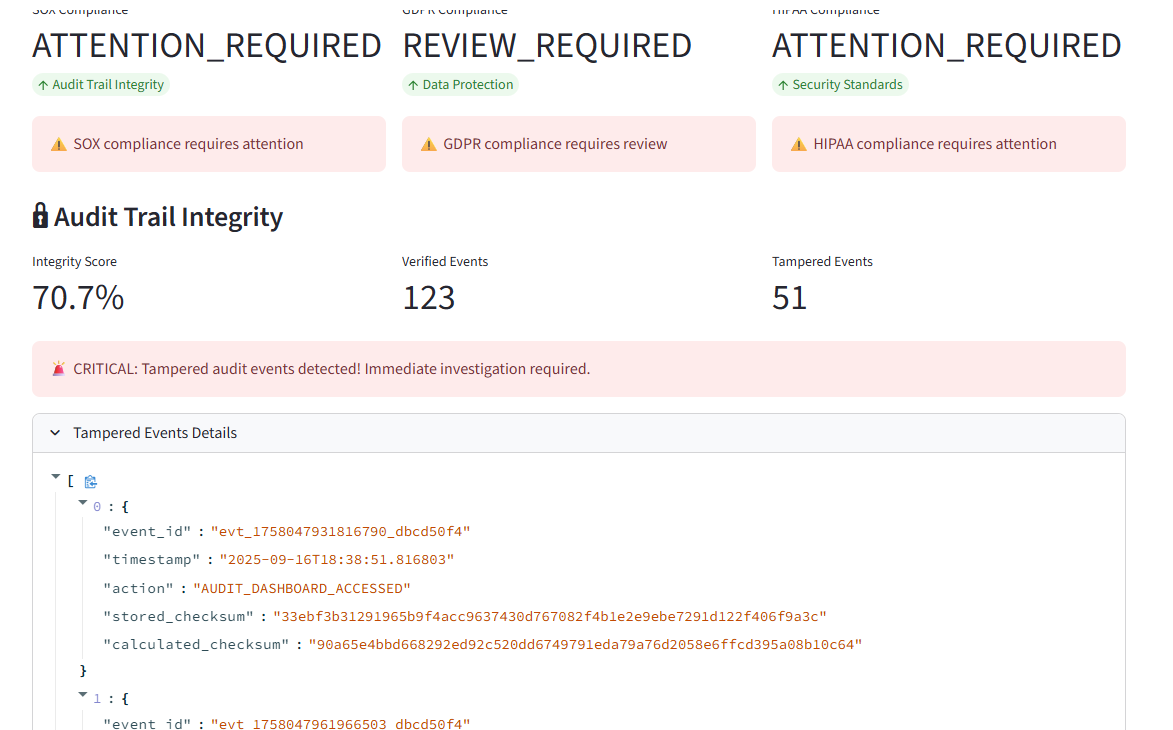 SOX Compliance GDPR Compliance HIPAA Compliance
ATTENTION_REQUIRED REVIEW_REQUIRED ATTENTION_REQUIRED
↑ Audit Trail Integrity ↑ Data Protection ↑ Security Standards
⚠️ SOX compliance requires attention ⚠️ GDPR compliance requires review ⚠️ HIPAA compliance requires attention
🔒 Audit Trail Integrity
Integrity Score Verified Events Tampered Events
70.7% 123 51
🚨 CRITICAL: Tampered audit events detected! Immediate investigation required.
Tampered Events Details
[
0 : {
"event_id" : "evt_1758047931816790_dbcd50f4"
"timestamp" : "2025-09-16T18:38:51.816803"
"action" : "AUDIT_DASHBOARD_ACCESSED"
"stored_checksum" : "33ebf3b31291965b9f4acc9637430d767082f4b1e2e9ebe7291d122f406f9a3c"
"calculated_checksum" : "90a65e4bbd668292ed92c520dd6749791eda79a76d2058e6ffcd395a08b10c64"
}
1 : {
"event_id" : "evt_1758047961966503_dbcd50f4"